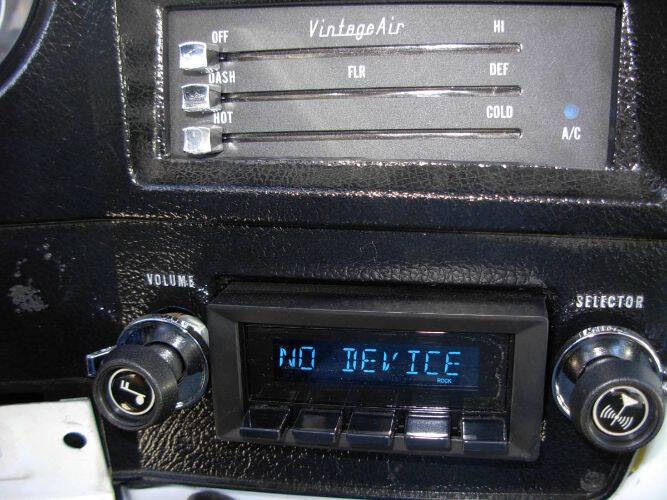 VintageAir
OFF HI
DASH FLR DEF
HOT COLD
A/C
VOLUME SELECTOR
NO DEVICE
ROCK